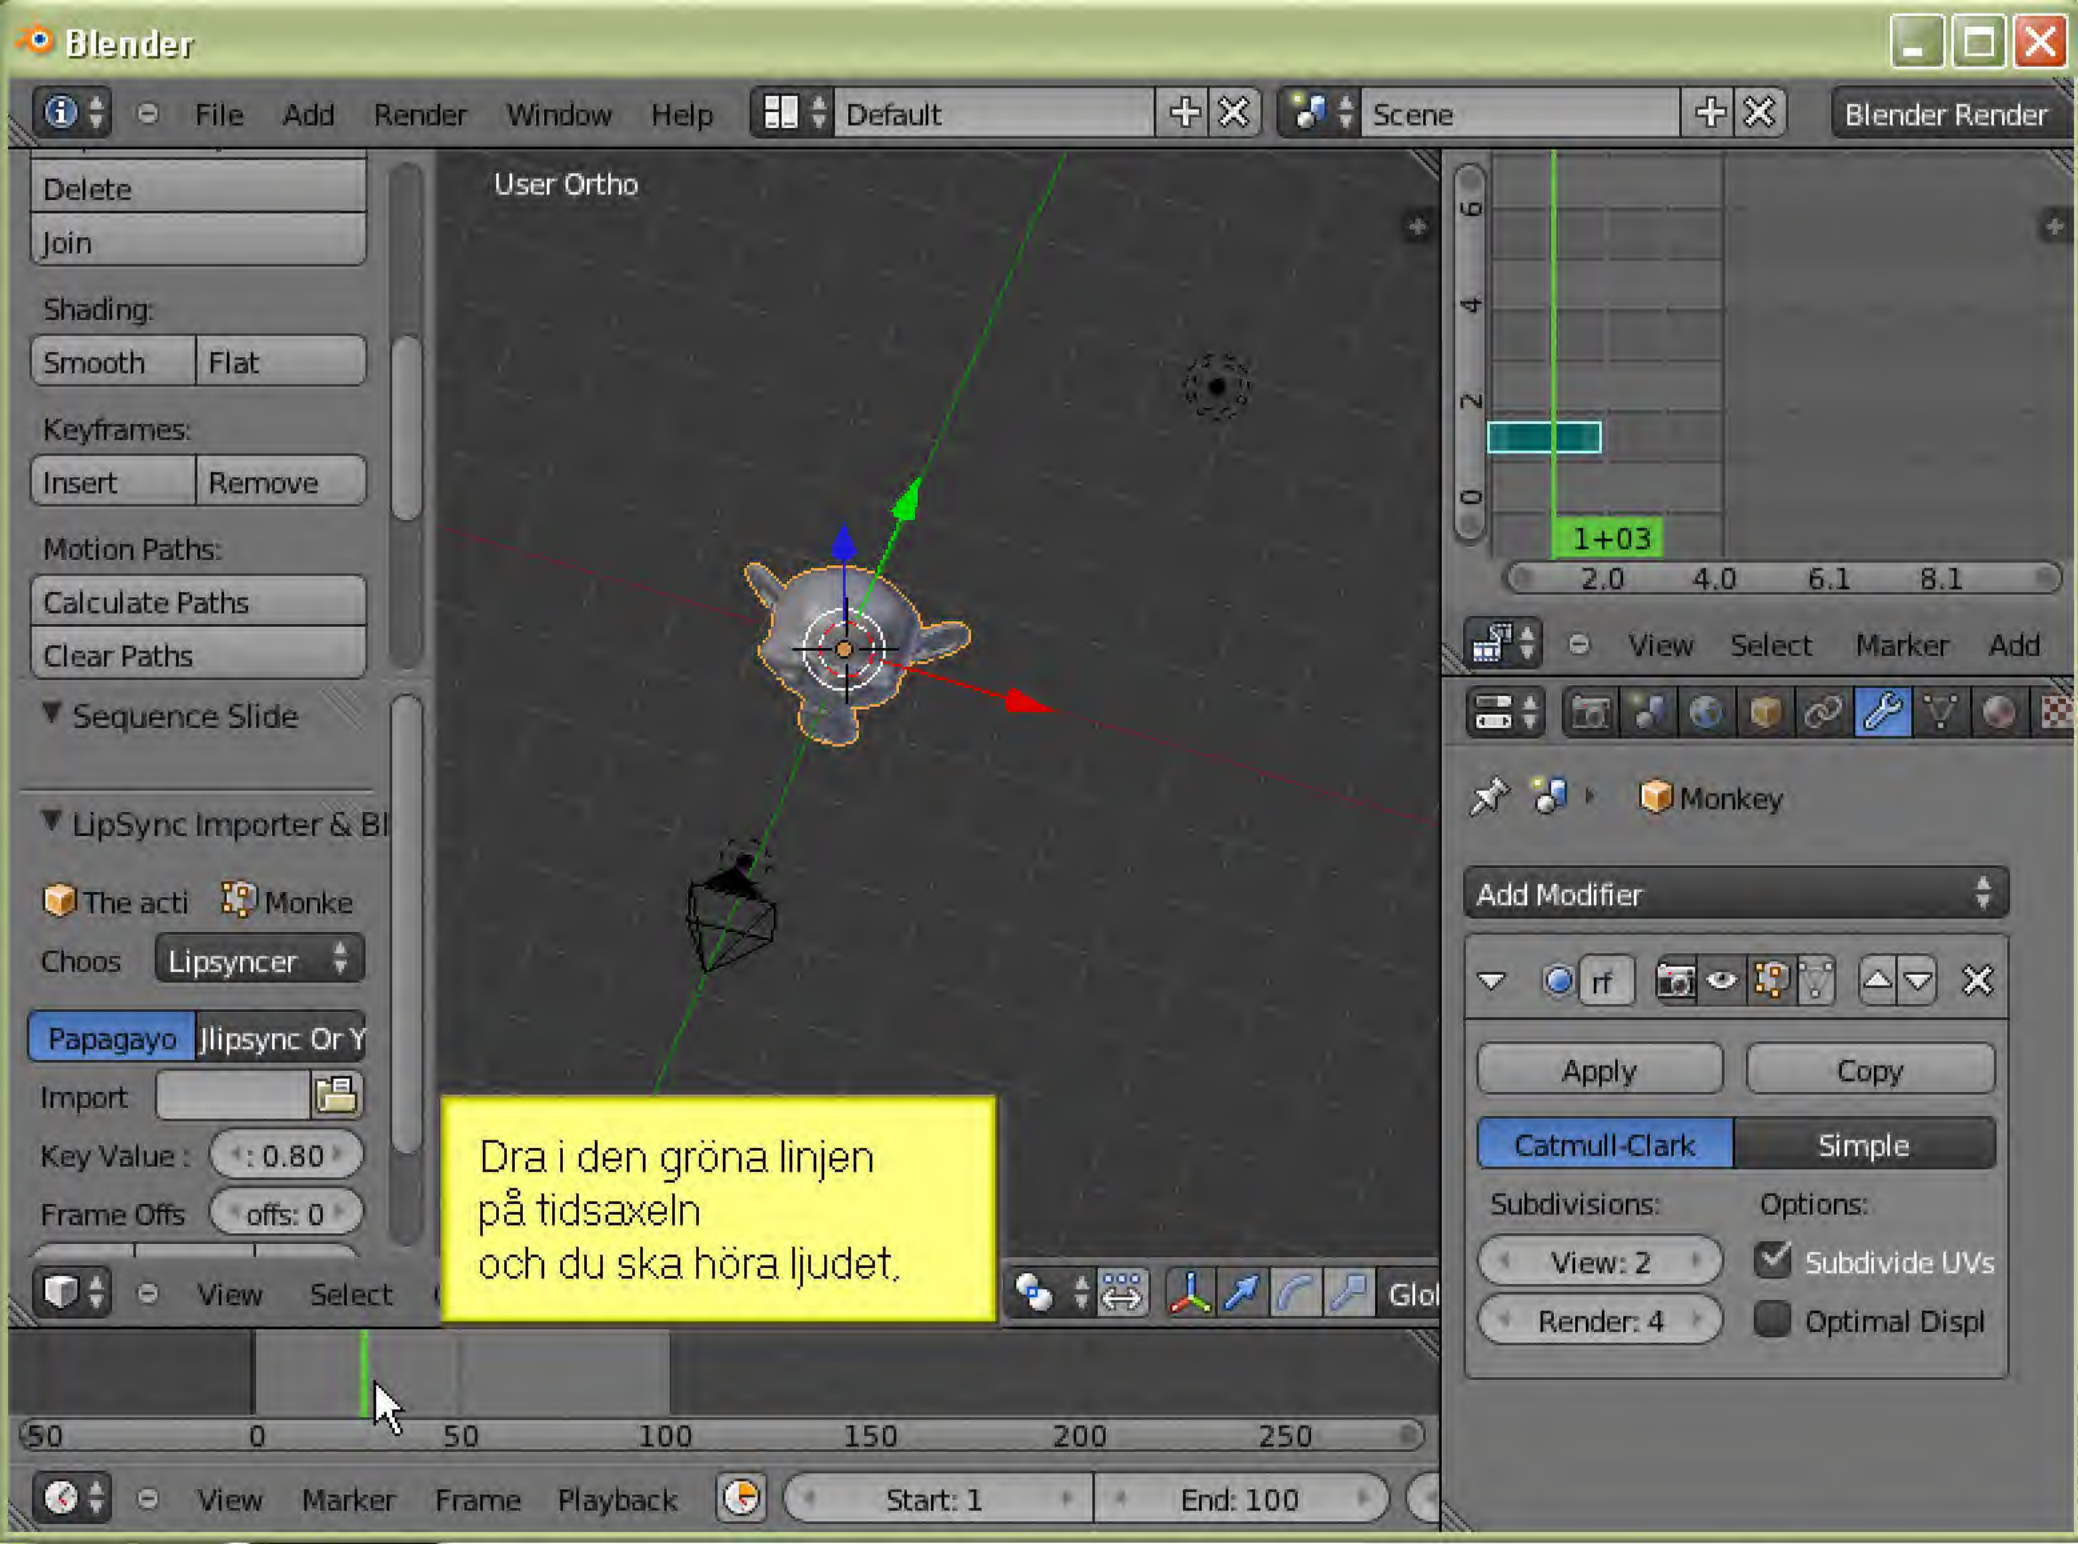 Blender
File Add Render Window Help Default Scene Blender Render
Delete
Join
Shading:
Smooth Flat
Keyframes:
Insert Remove
Motion Paths:
Calculate Paths
Clear Paths
Sequence Slide
LipSync Importer & Bl
The acti Monke
Choos Lipsyncer
Papagayo Jlipsync Or Y
Import
Key Value : : 0.80
Frame Offs offs: 0
View Select
User Ortho
Dra i den gröna linjen
på tidsaxeln
och du ska höra ljudet.
Glol
50 0 50 100 150 200 250
View Marker Frame Playback Start: 1 End: 100
6
4
2
0
1+03
2.0 4.0 6.1 8.1
View Select Marker Add
Monkey
Add Modifier
rf
Apply Copy
Catmull-Clark Simple
Subdivisions: Options:
View: 2 Subdivide UVs
Render: 4 Optimal Displ